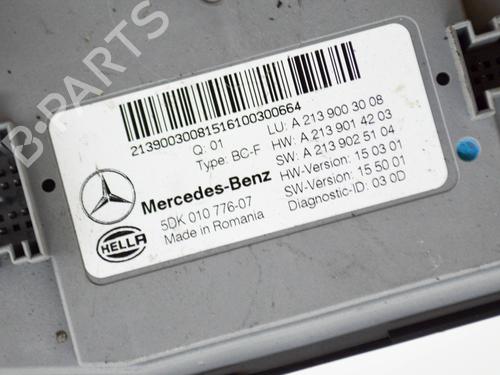 B-PARTS
21390030081516100300664
Q: 01
Type: BC-F
LU: A 213 900 30 08
HW: A 213 901 42 03
SW: A 213 902 51 04
HW-Version: 15 03 01
SW-Version: 15 50 01
Diagnostic-ID: 03 0D
Mercedes-Benz
5DK 010 776-07
Made in Romania
HELLA